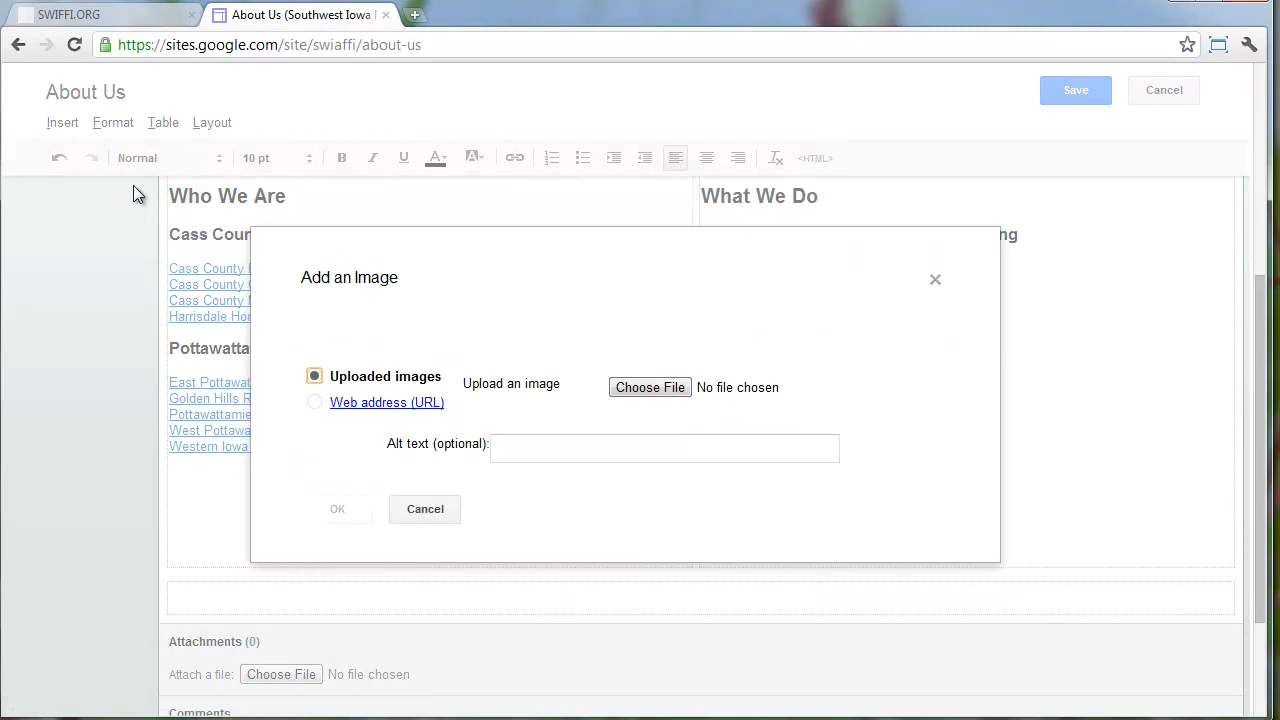 SWIFFI.ORG
About Us (Southwest Iowa
https://sites.google.com/site/swiaffi/about-us
About Us
Save
Cancel
Insert
Format
Table
Layout
Normal
10 pt
B
I
U
A
A
<HTML>
Who We Are
What We Do
Cass Coun
ng
Cass County
Cass County
Cass County
Harrisdale Ho
Pottawatta
East Pottawat
Golden Hills R
Pottawattamie
West Pottawa
Western Iowa
Add an Image
Uploaded images
Web address (URL)
Upload an image
Choose File
No file chosen
Alt text (optional):
OK
Cancel
Attachments (0)
Attach a file:
Choose File
No file chosen
Comments